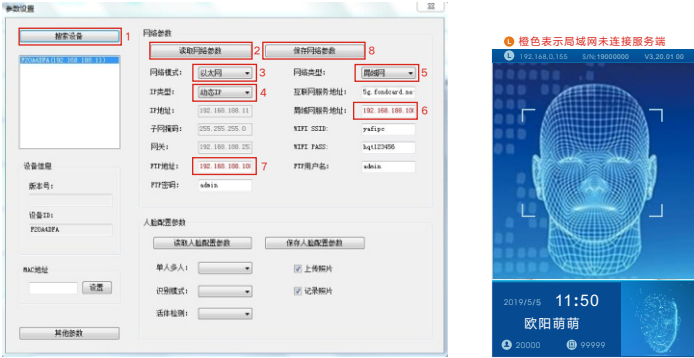 参数设置
搜索设备 1
F20A4DFA(192.168.188.11)
设备信息
版本号:
设备ID:
F20A4DFA
MAC地址
设置
其他参数
网络参数
读取网络参数 2 保存网络参数 8
网络模式: 以太网 3 网络类型: 局域网 5
IP类型: 动态IP 4 互联网服务地址: 5g.fundcard.ne
IP地址: 192.168.188.11 局域网服务地址: 192.168.188.10 6
子网掩码: 255.255.255.0 WIFI SSID: yafipc
网关: 192.168.188.25 WIFI PASS: hqt123456
FTP地址: 192.168.188.10 7 FTP用户名: admin
FTP密码: admin
人脸配置参数
读取人脸配置参数 保存人脸配置参数
单人多人: 上传照片
识别模式: 记录照片
活体检测:
L 橙色表示局域网未连接服务端
L 192,168,0,155 S/N:19000000 V3,20.01 00
2019/5/5 11:50
欧阳萌萌
20000 99999